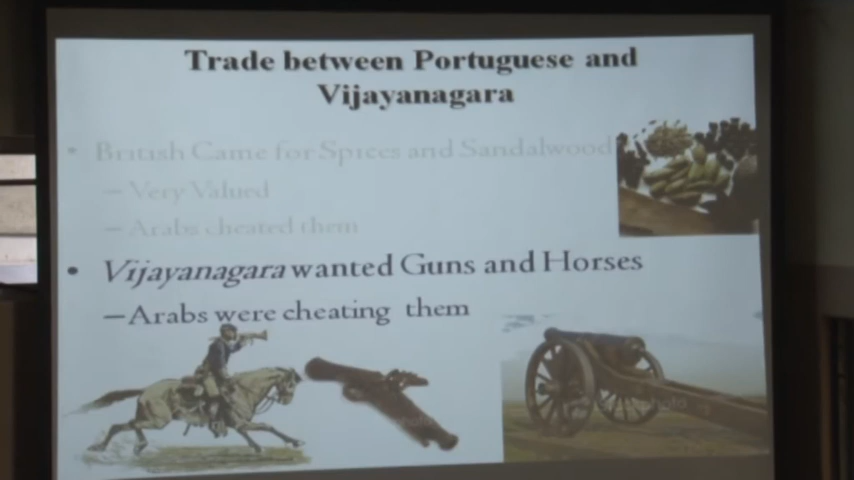 Trade between Portuguese and
Vijayanagara
• British Came for Spices and Sandalwood
– Very Valued
– Arabs cheated them
• Vijayanagara wanted Guns and Horses
– Arabs were cheating them